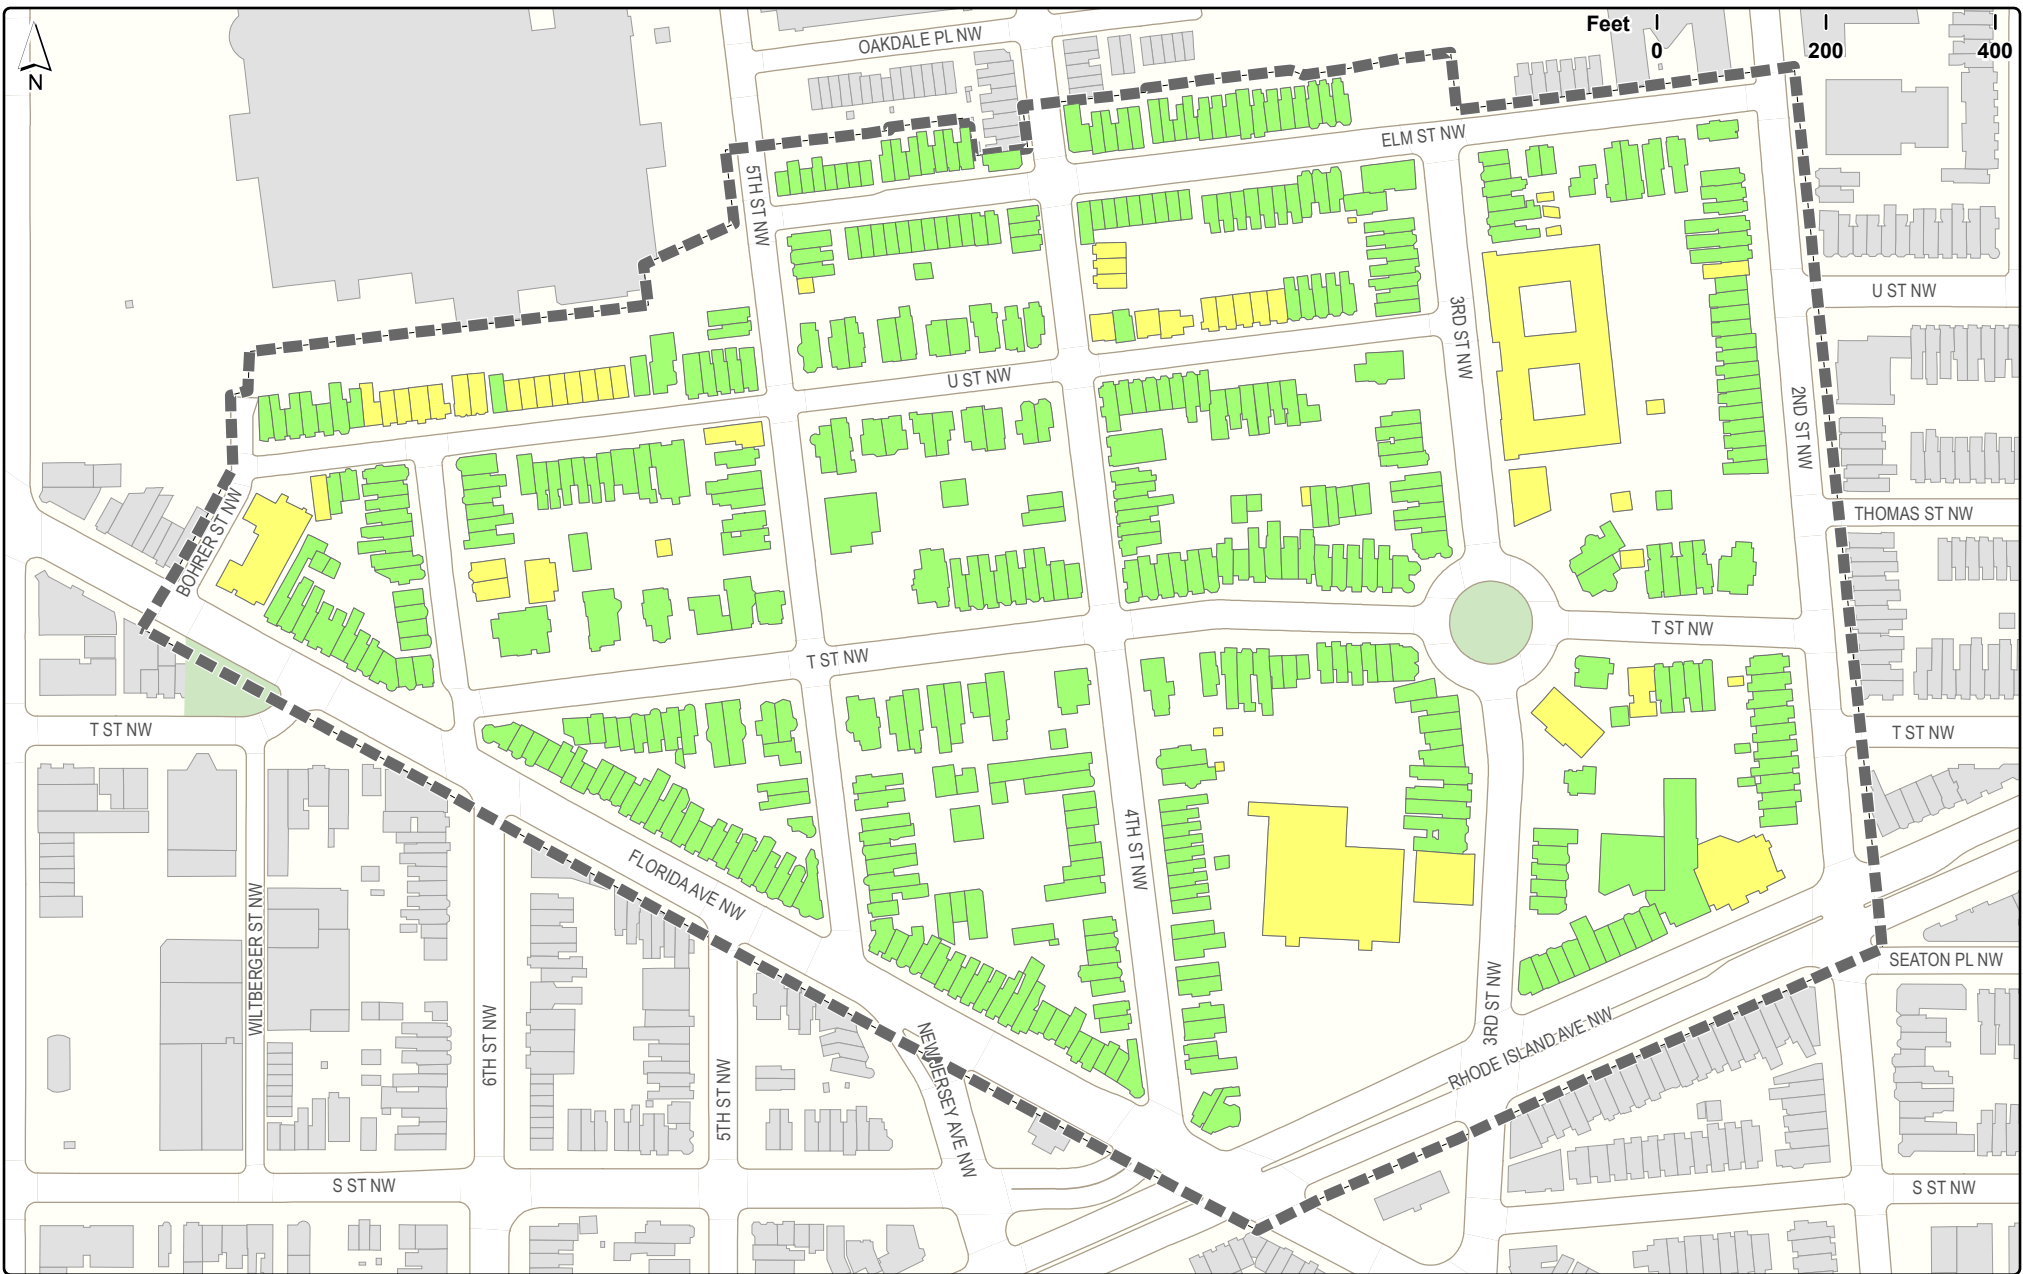 OAKDALE PL NW
Feet
0
200
400
N
ELM ST NW
5TH ST NW
U ST NW
3RD ST NW
U ST NW
2ND ST NW
BOHRER ST NW
THOMAS ST NW
T ST NW
T ST NW
T ST NW
T ST NW
4TH ST NW
FLORIDA AVE NW
WILTBERGER ST NW
SEATON PL NW
3RD ST NW
6TH ST NW
RHODE ISLAND AVE NW
5TH ST NW
NEW JERSEY AVE NW
S ST NW
S ST NW